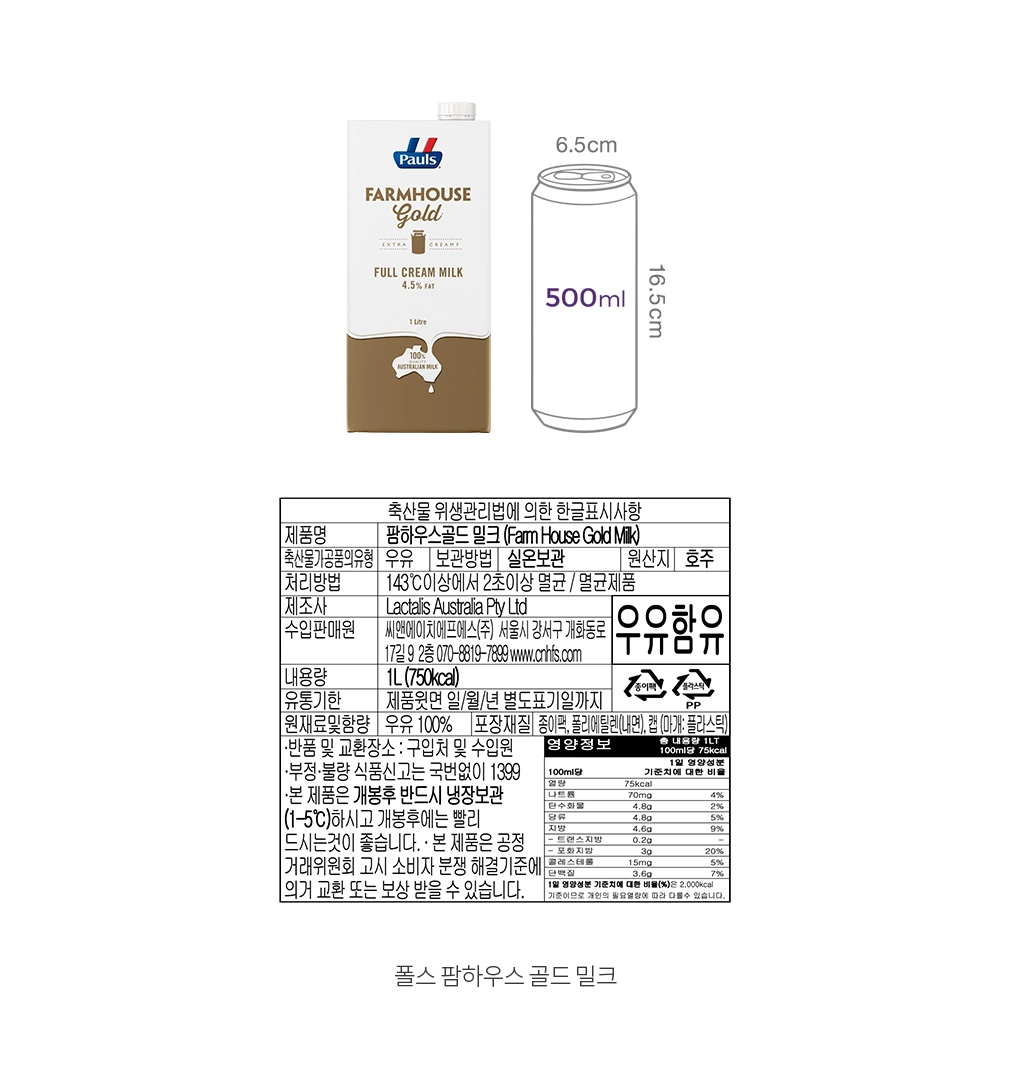 Pauls
FARMHOUSE
Gold
EXTRA CREAMY
FULL CREAM MILK
4.5% FAT
1 Litre
100%
QUALITY
AUSTRALIAN MILK
6.5cm
500ml
16.5cm
축산물 위생관리법에 의한 한글표시사항
제품명 팜하우스골드 밀크 (Farm House Gold Milk)
축산물가공품의유형 우유 보관방법 실온보관 원산지 호주
처리방법 143℃이상에서 2초이상 멸균 / 멸균제품
제조사 Lactalis Australia Pty Ltd
우유함유
수입판매원 씨앤에이치에프에스(주) 서울시 강서구 개화동로
17길 9 2층 070-8819-7899 www.cnhfs.com
내용량 1L (750kcal)
종이팩 플라스틱
PP
유통기한 제품윗면 일/월/년 별도표기일까지
원재료및함량 우유 100% 포장재질 종이팩, 폴리에틸렌(내면), 캡 (마개: 플라스틱)
·반품 및 교환장소 : 구입처 및 수입원
·부정·불량 식품신고는 국번없이 1399
·본 제품은 개봉후 반드시 냉장보관
(1-5℃)하시고 개봉후에는 빨리
드시는것이 좋습니다. · 본 제품은 공정
거래위원회 고시 소비자 분쟁 해결기준에
의거 교환 또는 보상 받을 수 있습니다.
영양정보 총 내용량 1LT
100ml당 75kcal
100ml당 1일 영양성분
기준치에 대한 비율
열량 75kcal
나트륨 70mg 4%
탄수화물 4.8g 2%
당류 4.8g 5%
지방 4.6g 9%
- 트랜스지방 0.2g -
- 포화지방 3g 20%
콜레스테롤 15mg 5%
단백질 3.6g 7%
1일 영양성분 기준치에 대한 비율(%)은 2,000kcal
기준이므로 개인의 필요열량에 따라 다를수 있습니다.
폴스 팜하우스 골드 밀크